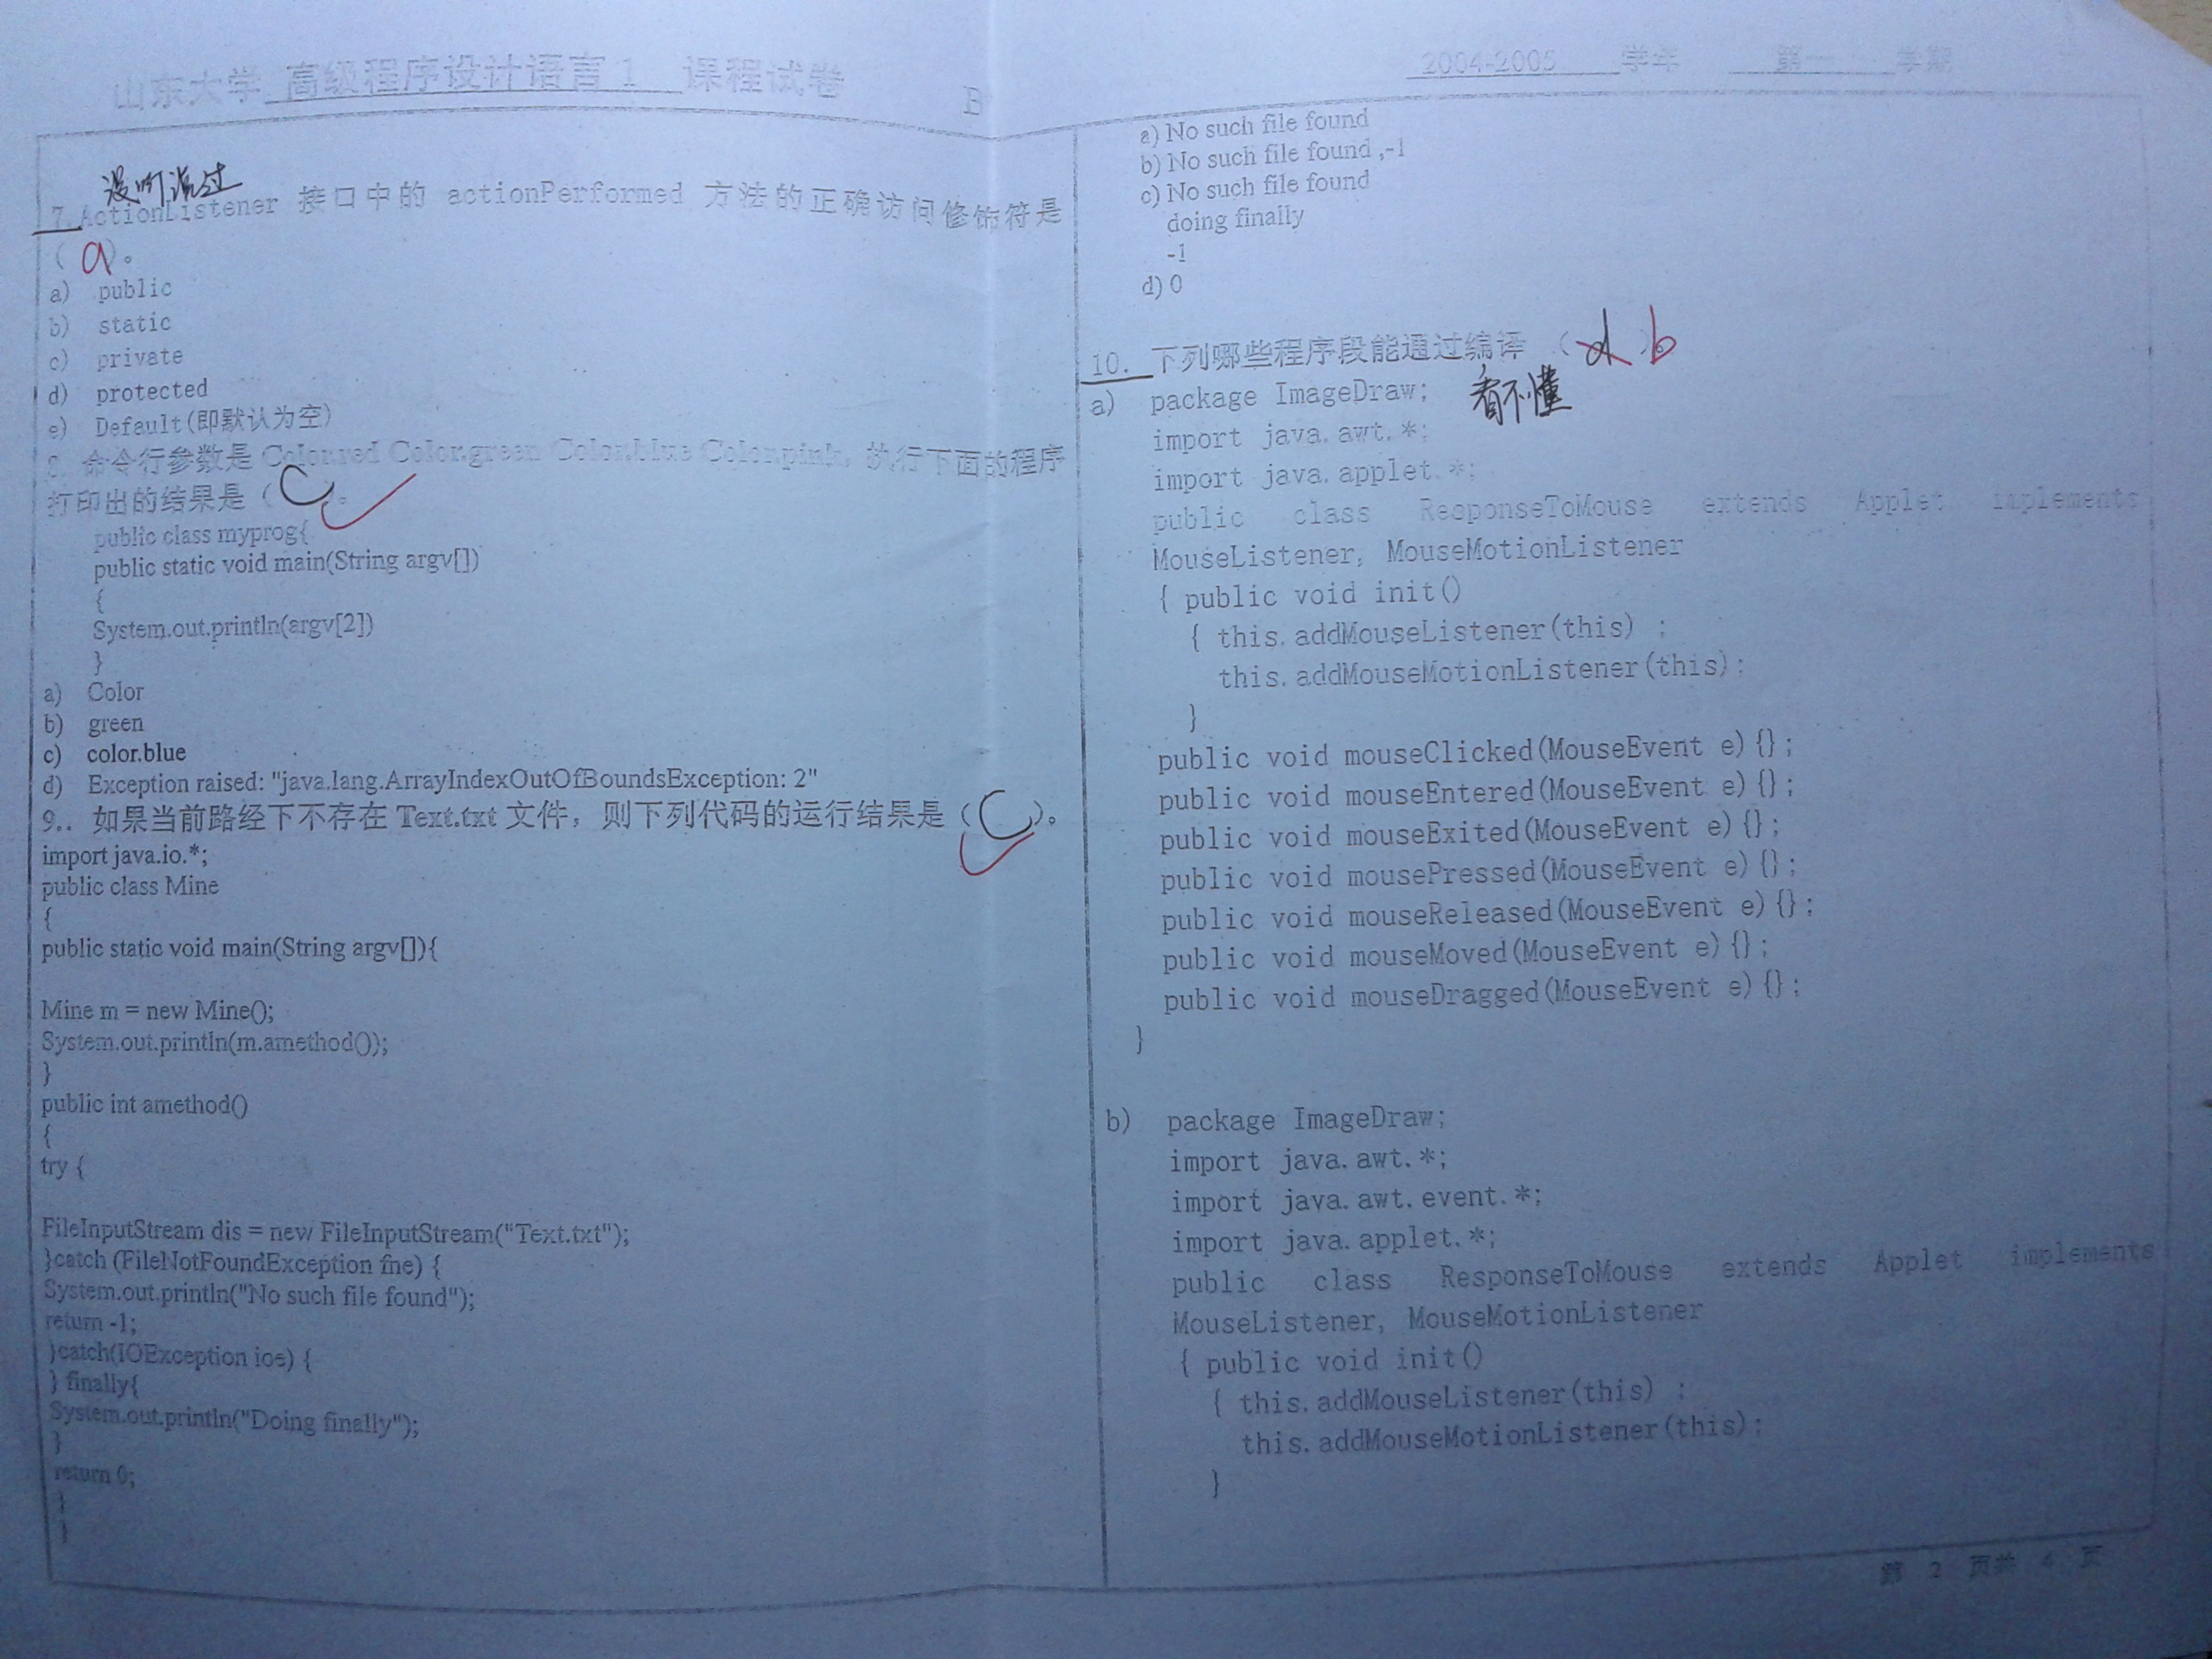 山东大学 高级程序设计语言1 课程试卷
B
2004-2005 学年 第一 学期
没听说过
7.ActionListener 接口中的 actionPerformed 方法的正确访问修饰符是
( a )。
a) public
b) static
c) private
d) protected
e) Default(即默认为空)
8. 命令行参数是 Color.red Color.green Color.blue Color.pink, 执行下面的程序
打印出的结果是( C )。
public class myprog{
public static void main(String argv[])
{
System.out.println(argv[2])
}
a) Color
b) green
c) color.blue
d) Exception raised: "java.lang.ArrayIndexOutOfBoundsException: 2"
9.. 如果当前路经下不存在 Text.txt 文件, 则下列代码的运行结果是( C )。
import java.io.*;
public class Mine
{
public static void main(String argv[]){
Mine m = new Mine();
System.out.println(m.amethod());
}
public int amethod()
{
try {
FileInputStream dis = new FileInputStream("Text.txt");
}catch (FileNotFoundException fne) {
System.out.println("No such file found");
return -1;
}catch(IOException ioe) {
} finally{
System.out.println("Doing finally");
}
return 0;
}
}
a) No such file found
b) No such file found ,-1
c) No such file found
doing finally
-1
d) 0
10. 下列哪些程序段能通过编译 ( d ) b
看不懂
a) package ImageDraw;
import java.awt.*;
import java.applet.*;
public class ResponseToMouse extends Applet implements
MouseListener, MouseMotionListener
{ public void init()
{ this.addMouseListener(this) ;
this.addMouseMotionListener(this);
}
public void mouseClicked(MouseEvent e){};
public void mouseEntered(MouseEvent e){};
public void mouseExited(MouseEvent e){};
public void mousePressed(MouseEvent e){};
public void mouseReleased(MouseEvent e){};
public void mouseMoved(MouseEvent e){};
public void mouseDragged(MouseEvent e){};
}
b) package ImageDraw;
import java.awt.*;
import java.awt.event.*;
import java.applet.*;
public class ResponseToMouse extends Applet implements
MouseListener, MouseMotionListener
{ public void init()
{ this.addMouseListener(this) ;
this.addMouseMotionListener(this);
}
第 2 页共 4 页